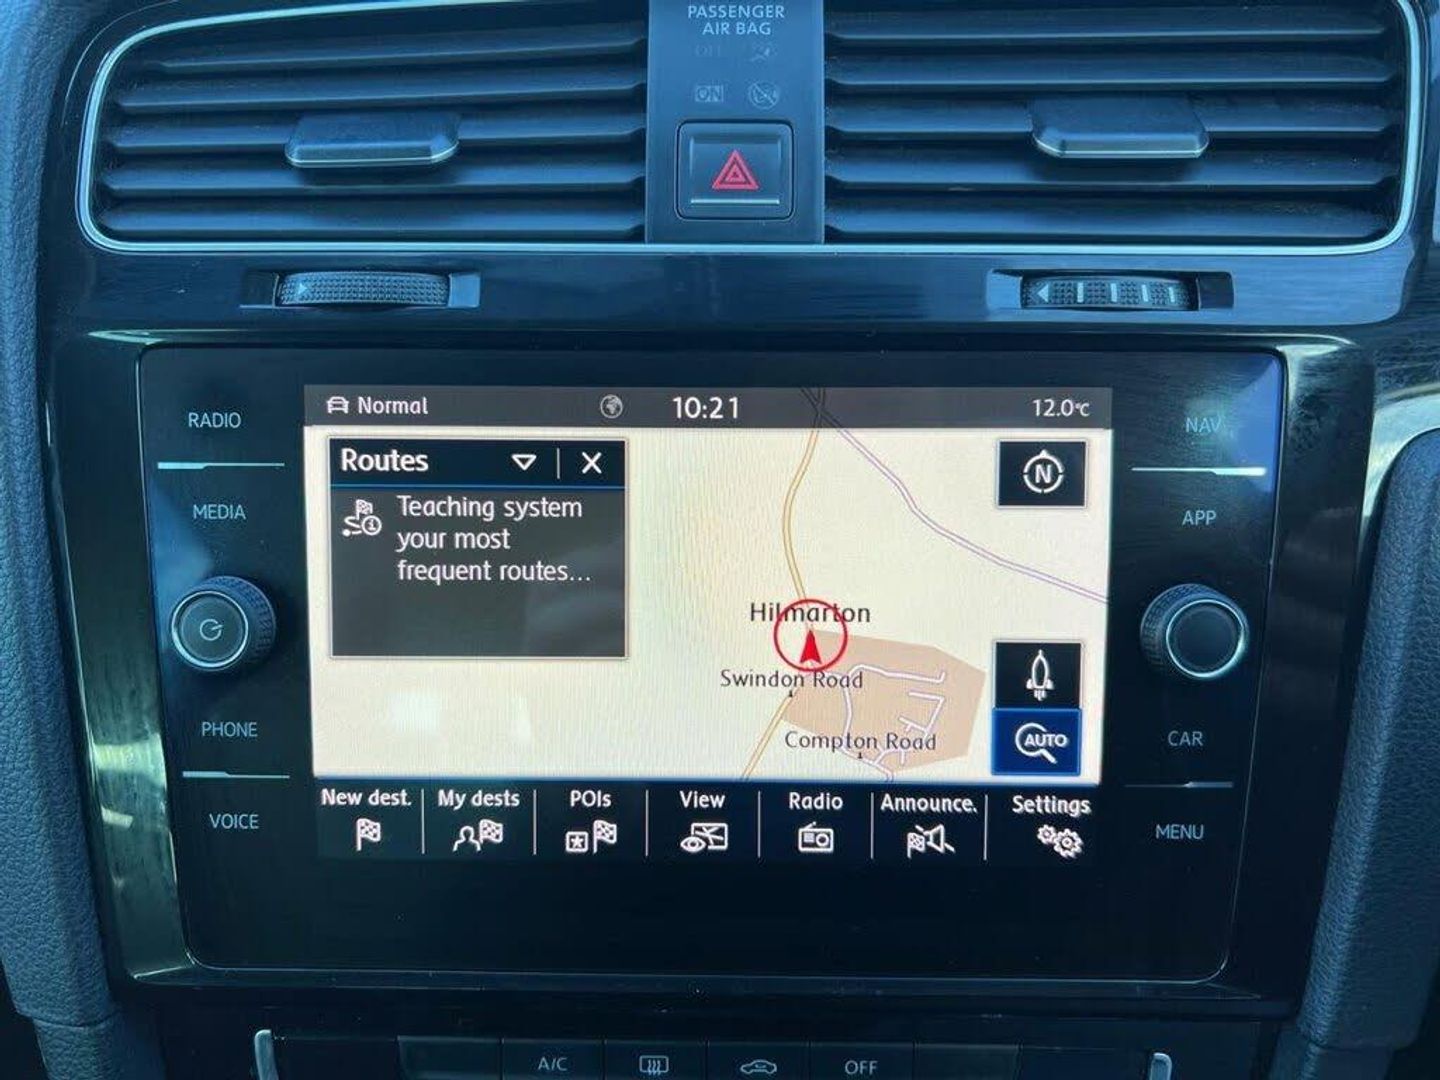 PASSENGER
AIR BAG
OFF
ON
RADIO
MEDIA
PHONE
VOICE
Normal
10:21
12.0°C
Routes
Teaching system
your most
frequent routes...
N
Hilmarton
Swindon Road
Compton Road
AUTO
New dest.
My dests
POIs
View
Radio
Announce.
Settings
NAV
APP
CAR
MENU
A/C
OFF